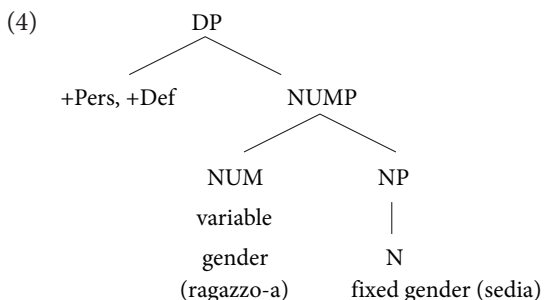 (4) DP
+Pers, +Def NUMP
NUM NP
variable
gender N
(ragazzo-a) fixed gender (sedia)